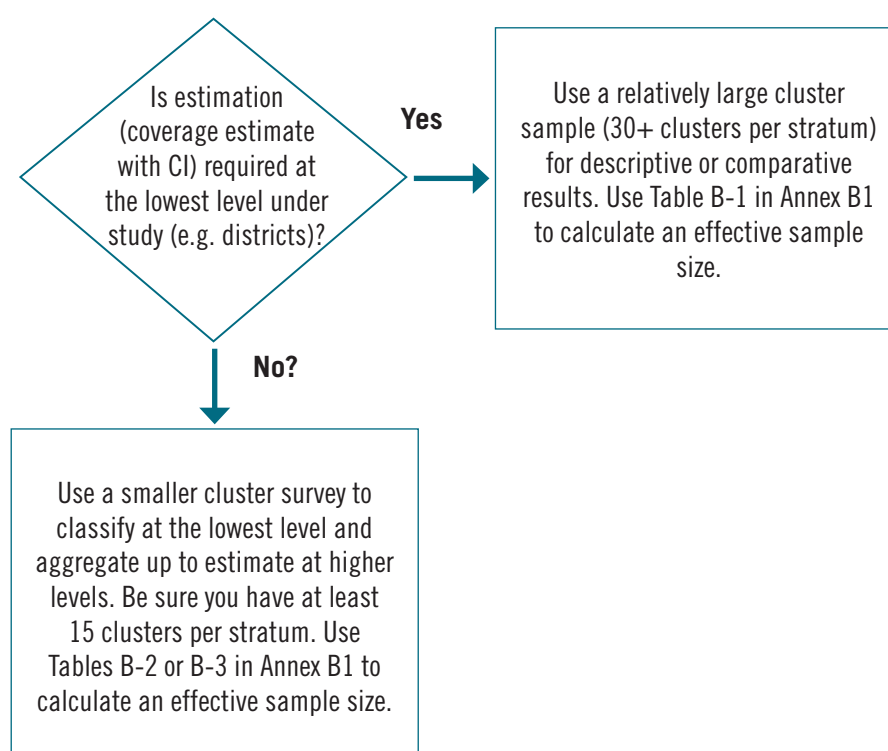 Is estimation
(coverage estimate
with CI) required at
the lowest level under
study (e.g. districts)?
Yes
Use a relatively large cluster
sample (30+ clusters per stratum)
for descriptive or comparative
results. Use Table B-1 in Annex B1
to calculate an effective sample
size.
No?
Use a smaller cluster survey to
classify at the lowest level and
aggregate up to estimate at higher
levels. Be sure you have at least
15 clusters per stratum. Use
Tables B-2 or B-3 in Annex B1 to
calculate an effective sample size.